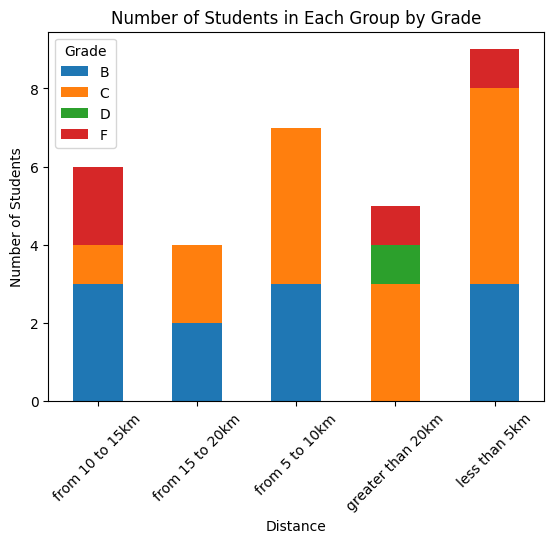 Number of Students in Each Group by Grade
Grade
B
C
D
F
Number of Students
8
6
4
2
0
from 10 to 15km
from 15 to 20km
from 5 to 10km
greater than 20km
less than 5km
Distance